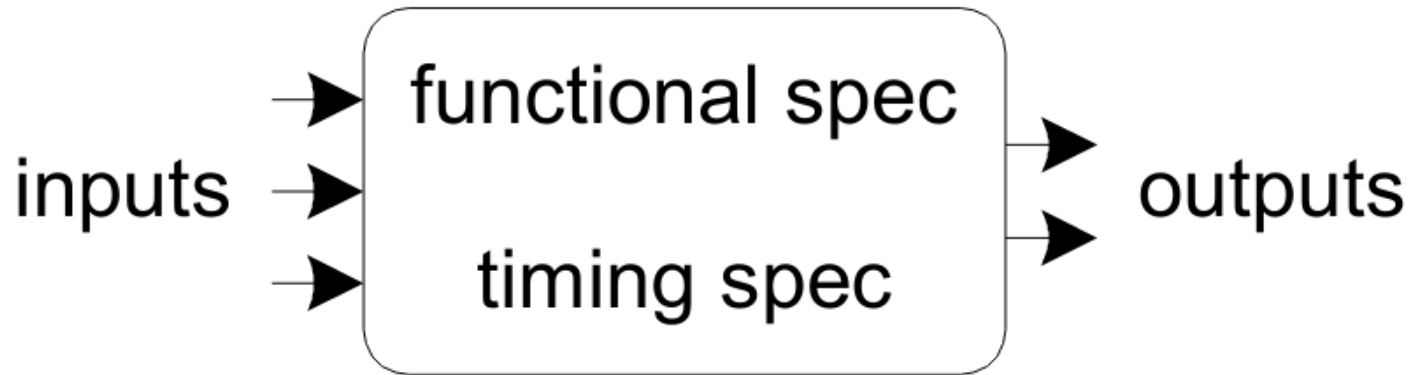 functional spec
inputs
outputs
timing spec